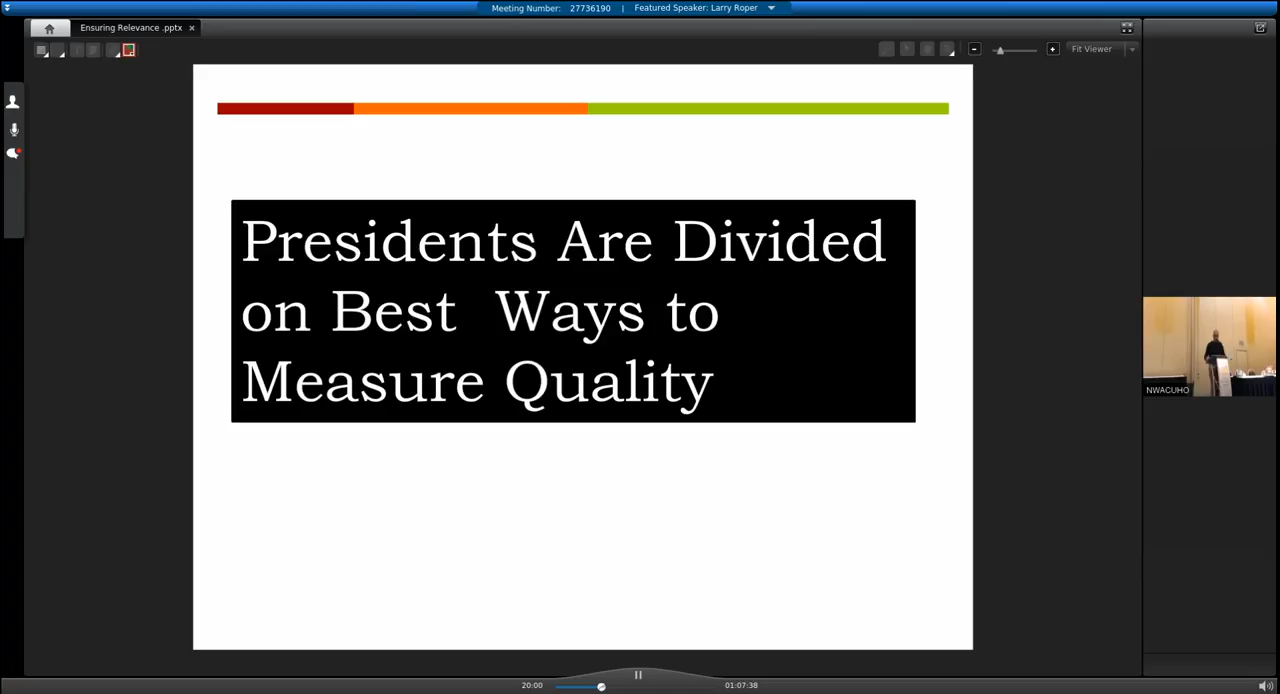 Meeting Number: 27736190 | Featured Speaker: Larry Roper
Ensuring Relevance .pptx
Fit Viewer
Presidents Are Divided
on Best Ways to
Measure Quality
NWACUHO
20:00
01:07:38